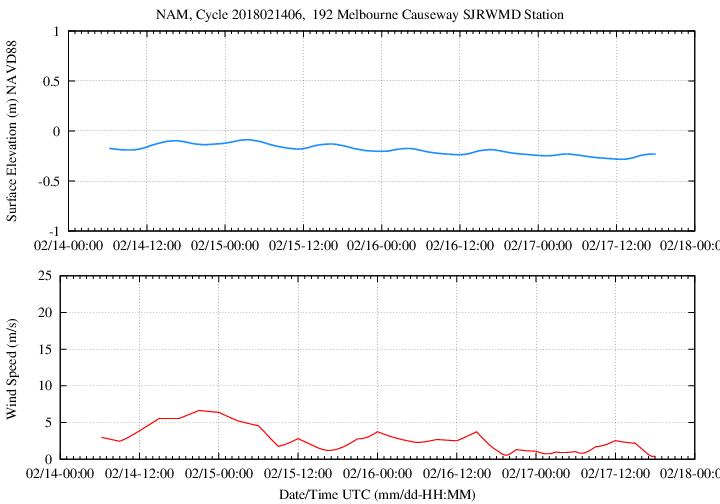 NAM, Cycle 2018021406,  192 Melbourne Causeway SJRWMD Station
Surface Elevation (m) NAVD88
1
0.5
0
-0.5
-1
02/14-00:00 02/14-12:00 02/15-00:00 02/15-12:00 02/16-00:00 02/16-12:00 02/17-00:00 02/17-12:00 02/18-0
Wind Speed (m/s)
25
20
15
10
5
0
02/14-00:00 02/14-12:00 02/15-00:00 02/15-12:00 02/16-00:00 02/16-12:00 02/17-00:00 02/17-12:00 02/18-0
Date/Time UTC (mm/dd-HH:MM)